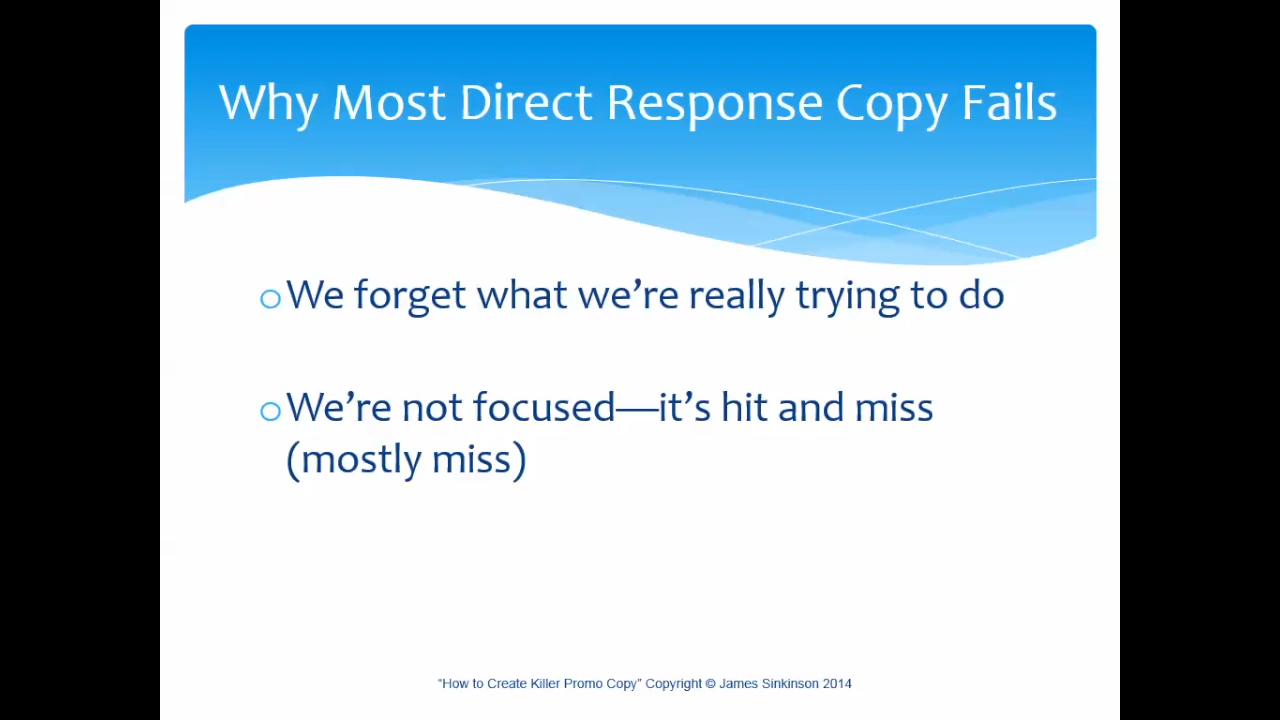 Why Most Direct Response Copy Fails
We forget what we’re really trying to do
We’re not focused—it’s hit and miss
(mostly miss)
“How to Create Killer Promo Copy” Copyright © James Sinkinson 2014